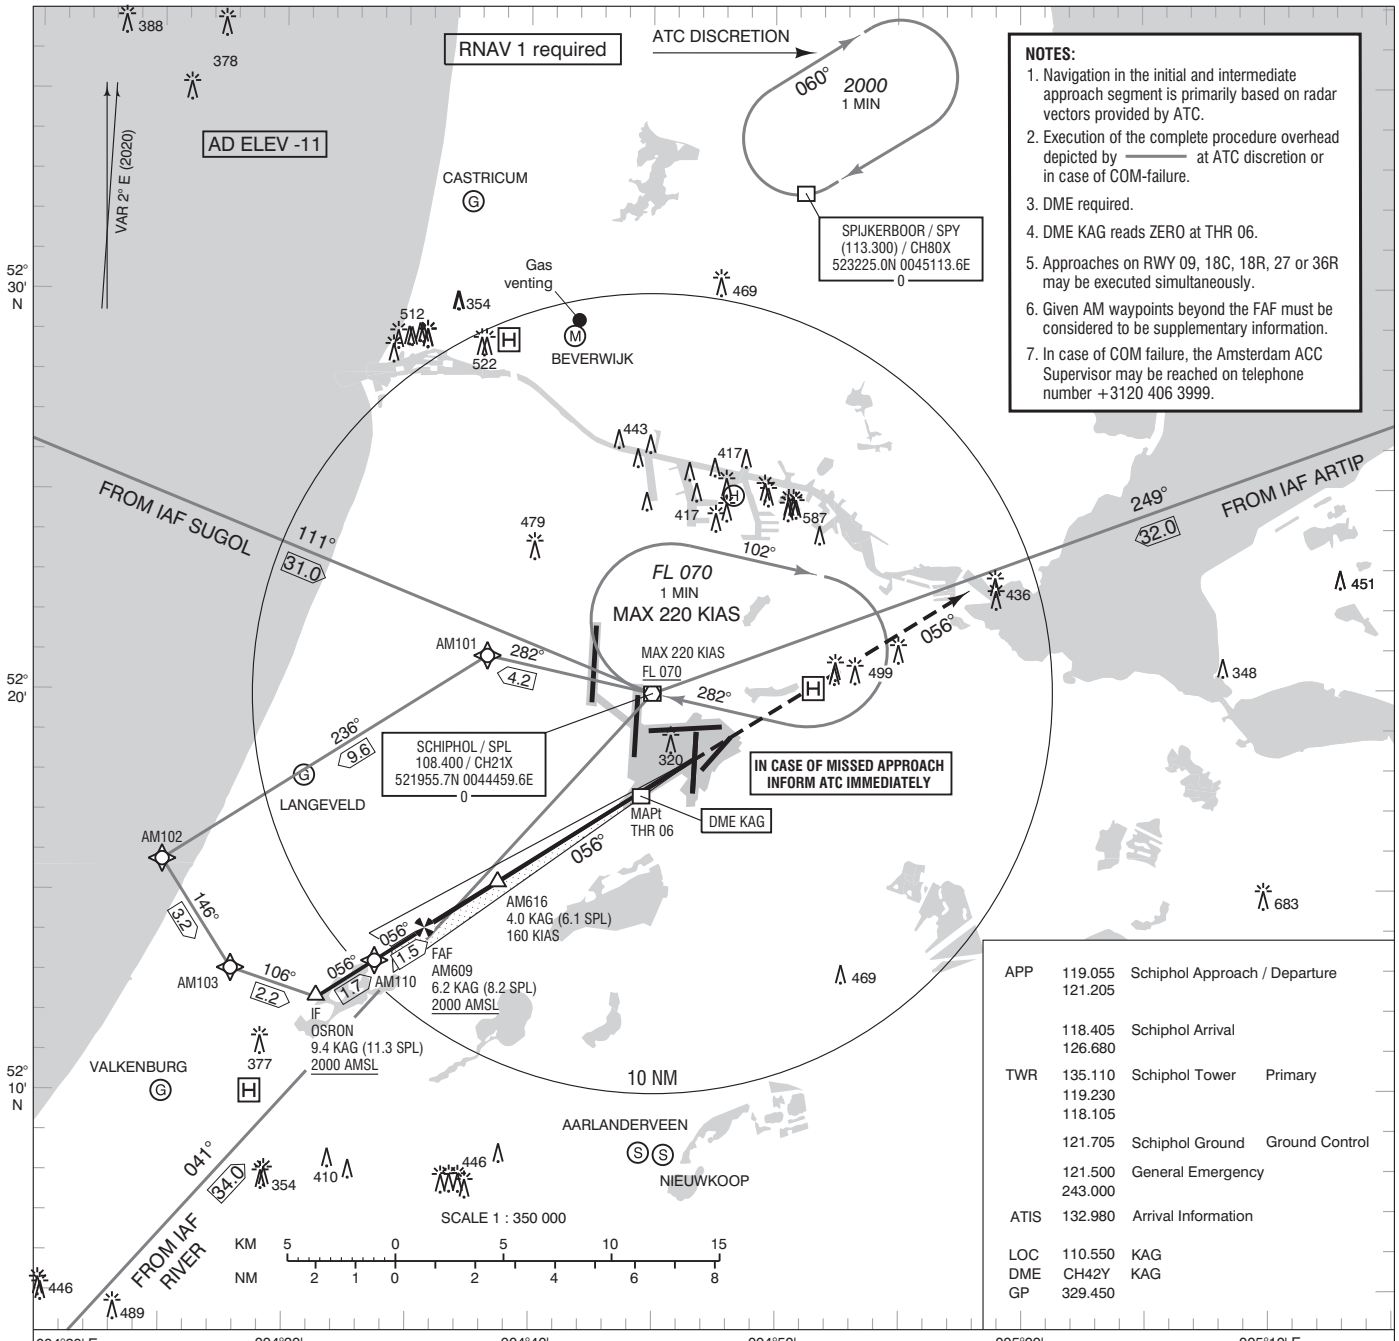 388
378
RNAV 1 required
ATC DISCRETION
060°
2000
1 MIN
AD ELEV -11
VAR 2° E (2020)
CASTRICUM
G
SPIJKERBOOR / SPY
(113.300) / CH80X
523225.0N 0045113.6E
0
NOTES:
1. Navigation in the initial and intermediate
approach segment is primarily based on radar
vectors provided by ATC.
2. Execution of the complete procedure overhead
depicted by at ATC discretion or
in case of COM-failure.
3. DME required.
4. DME KAG reads ZERO at THR 06.
5. Approaches on RWY 09, 18C, 18R, 27 or 36R
may be executed simultaneously.
6. Given AM waypoints beyond the FAF must be
considered to be supplementary information.
7. In case of COM failure, the Amsterdam ACC
Supervisor may be reached on telephone
number +3120 406 3999.
52°
30'
N
Gas
venting
354
469
512
522
H
M
BEVERWIJK
443
417
H
417
587
479
FROM IAF SUGOL
111°
31.0
249°
32.0
FROM IAF ARTIP
102°
FL 070
1 MIN
MAX 220 KIAS
436
451
056°
AM101
282°
4.2
MAX 220 KIAS
FL 070
282°
H
499
348
52°
20'
236°
9.6
G
LANGEVELD
SCHIPHOL / SPL
108.400 / CH21X
521955.7N 0044459.6E
0
320
IN CASE OF MISSED APPROACH
INFORM ATC IMMEDIATELY
MAPt
THR 06
DME KAG
056°
AM102
146°
3.2
AM103
106°
2.2
056°
1.7
AM110
056°
1.5
AM616
4.0 KAG (6.1 SPL)
160 KIAS
FAF
AM609
6.2 KAG (8.2 SPL)
2000 AMSL
IF
OSRON
9.4 KAG (11.3 SPL)
2000 AMSL
683
469
377
VALKENBURG
G
H
52°
10'
N
10 NM
AARLANDERVEEN
S
S
NIEUWKOOP
041°
34.0
FROM IAF
RIVER
354
410
446
446
489
SCALE 1 : 350 000
KM 5 0 5 10 15
NM 2 1 0 2 4 6 8
APP 119.055 Schiphol Approach / Departure
121.205
118.405 Schiphol Arrival
126.680
TWR 135.110 Schiphol Tower Primary
119.230
118.105
121.705 Schiphol Ground Ground Control
121.500 General Emergency
243.000
ATIS 132.980 Arrival Information
LOC 110.550 KAG
DME CH42Y KAG
GP 329.450